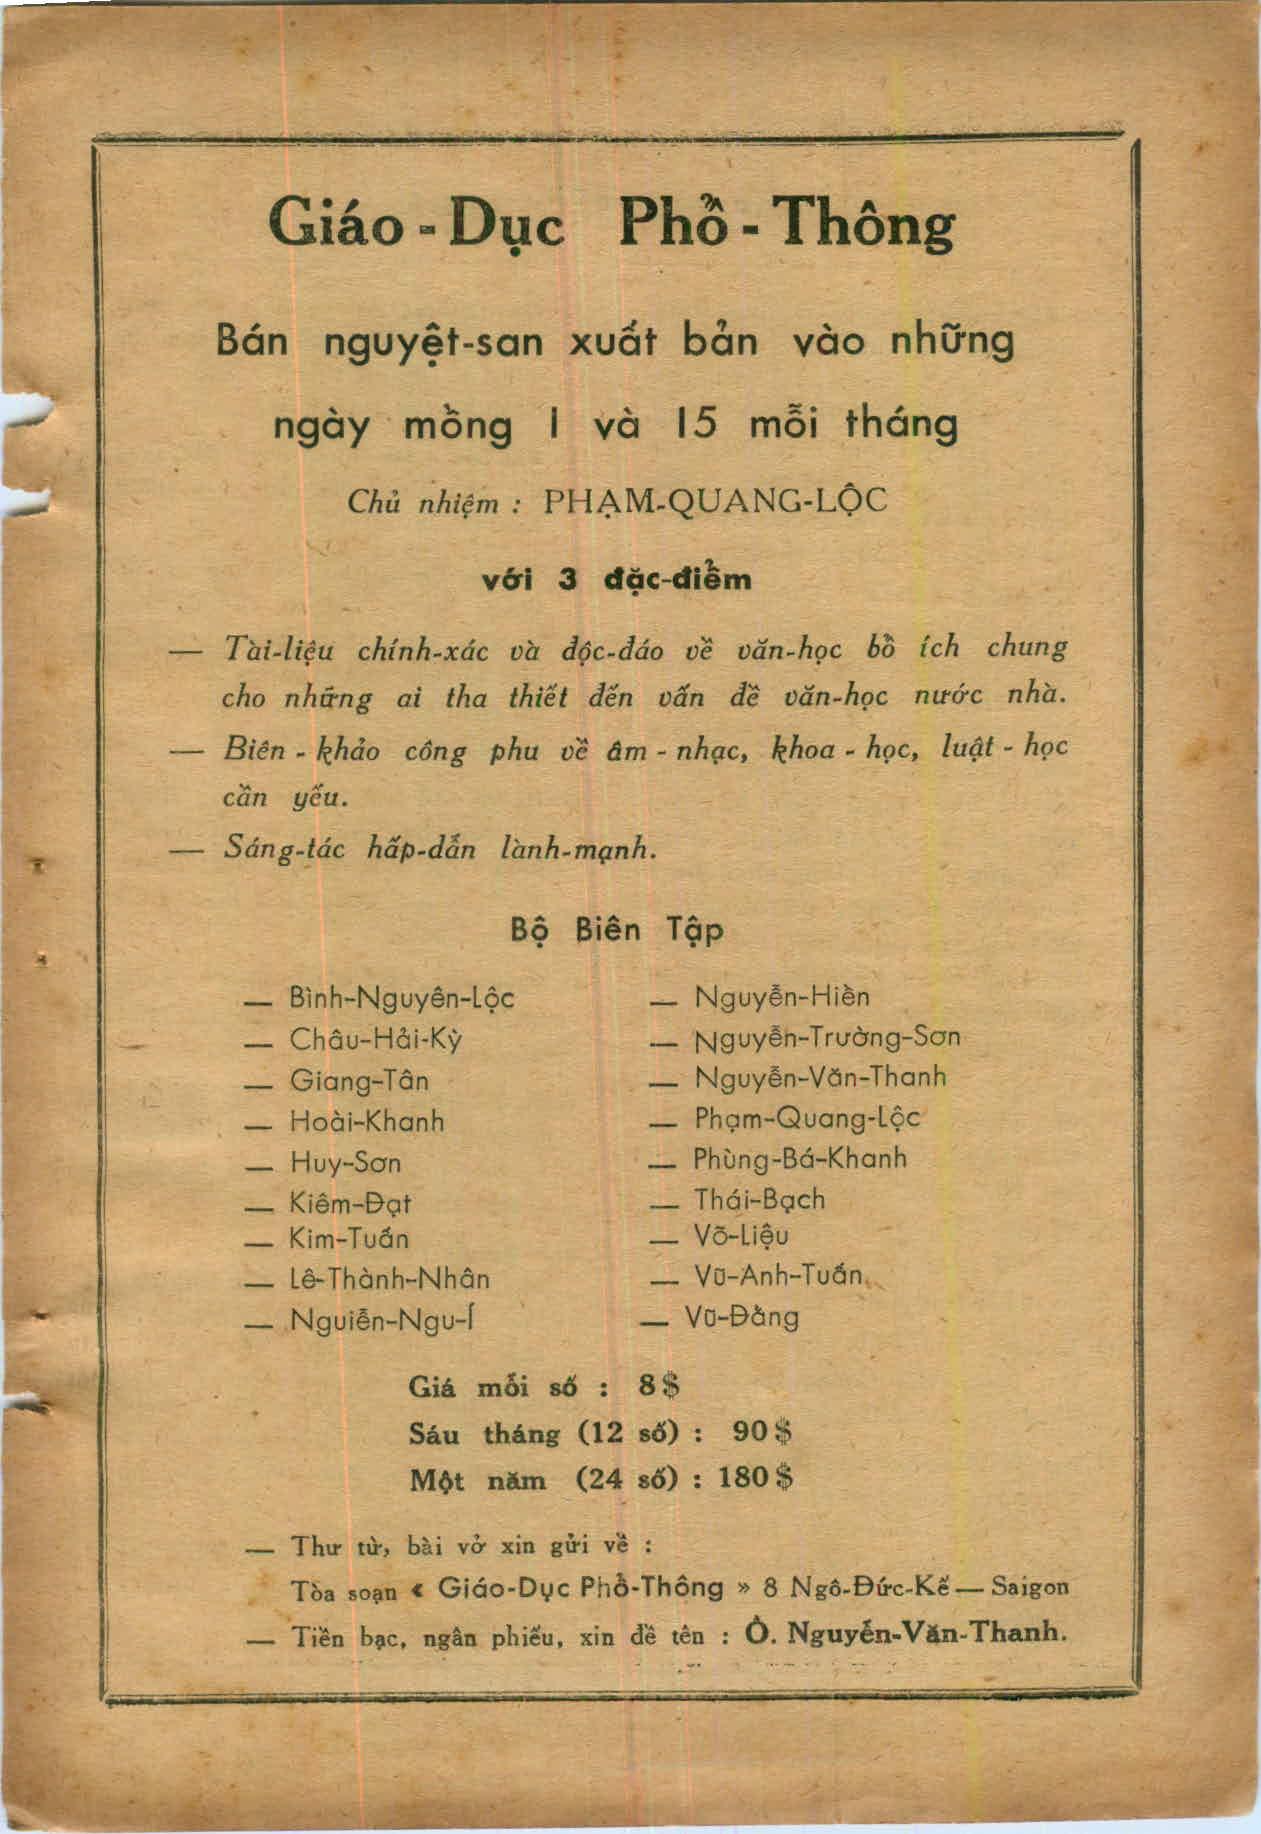 Giáo - Dục Phổ - Thông
Bán nguyệt-san xuất bản vào những
ngày mồng 1 và 15 mỗi tháng
Chủ nhiệm : PHẠM-QUANG-LỘC
với 3 đặc-điểm
— Tài-liệu chính-xác và độc-đáo về văn-học bổ ích chung
cho những ai tha thiết đến vấn đề văn-học nước nhà.
— Biên - khảo công phu về âm - nhạc, khoa - học, luật - học
cần yếu.
— Sáng-tác hấp-dẫn lành-mạnh.
Bộ Biên Tập
— Bình-Nguyên-Lộc
— Châu-Hải-Kỳ
— Giang-Tân
— Hoài-Khanh
— Huy-Sơn
— Kiêm-Đạt
— Kim-Tuấn
— Lê-Thành-Nhân
— Nguiễn-Ngu-Í
— Nguyễn-Hiền
— Nguyễn-Trường-Sơn
— Nguyễn-Văn-Thanh
— Phạm-Quang-Lộc
— Phùng-Bá-Khanh
— Thái-Bạch
— Võ-Liệu
— Vũ-Anh-Tuấn
— Vũ-Đằng
Giá mỗi số : 8$
Sáu tháng (12 số) : 90$
Một năm (24 số) : 180$
— Thư từ, bài vở xin gửi về :
Tòa soạn « Giáo-Dục Phổ-Thông » 8 Ngô-Đức-Kế — Saigon
— Tiền bạc, ngân phiếu, xin đề tên : Ô. Nguyễn-Văn-Thanh.